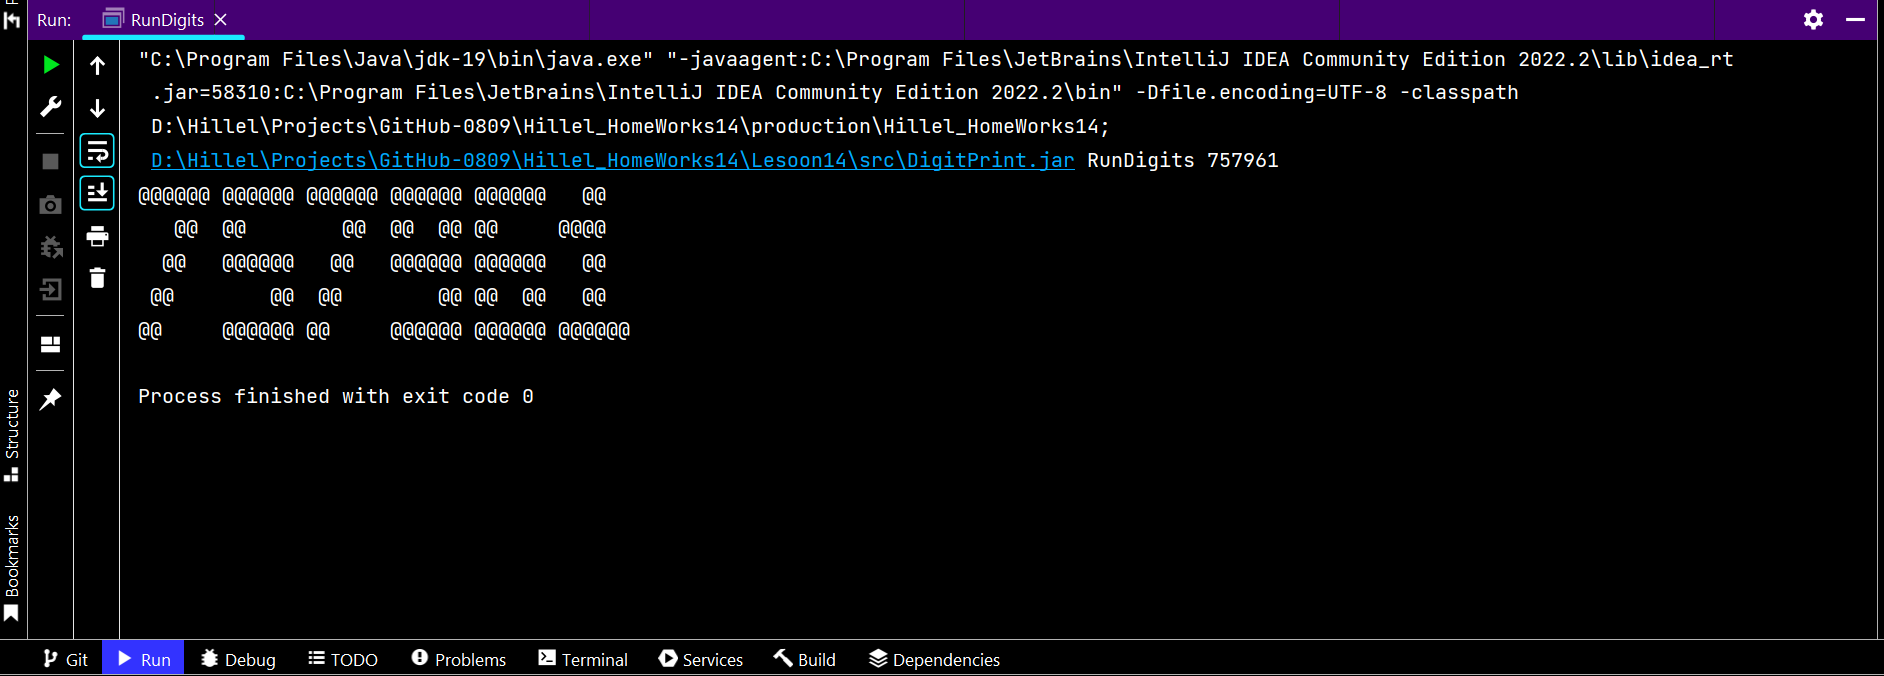 Run: RunDigits
"C:\Program Files\Java\jdk-19\bin\java.exe" "-javaagent:C:\Program Files\JetBrains\IntelliJ IDEA Community Edition 2022.2\lib\idea_rt
.jar=58310:C:\Program Files\JetBrains\IntelliJ IDEA Community Edition 2022.2\bin" -Dfile.encoding=UTF-8 -classpath
D:\Hillel\Projects\GitHub-0809\Hillel_HomeWorks14\production\Hillel_HomeWorks14;
D:\Hillel\Projects\GitHub-0809\Hillel_HomeWorks14\Lesoon14\src\DigitPrint.jar RunDigits 757961
@@@@@@ @@@@@@ @@@@@@ @@@@@@ @@@@@@   @@
   @@  @@        @@  @@  @@ @@     @@@@
  @@   @@@@@@   @@   @@@@@@ @@@@@@   @@
 @@        @@  @@        @@ @@  @@   @@
@@     @@@@@@ @@     @@@@@@ @@@@@@ @@@@@@
Process finished with exit code 0
Structure
Bookmarks
Git Run Debug TODO Problems Terminal Services Build Dependencies